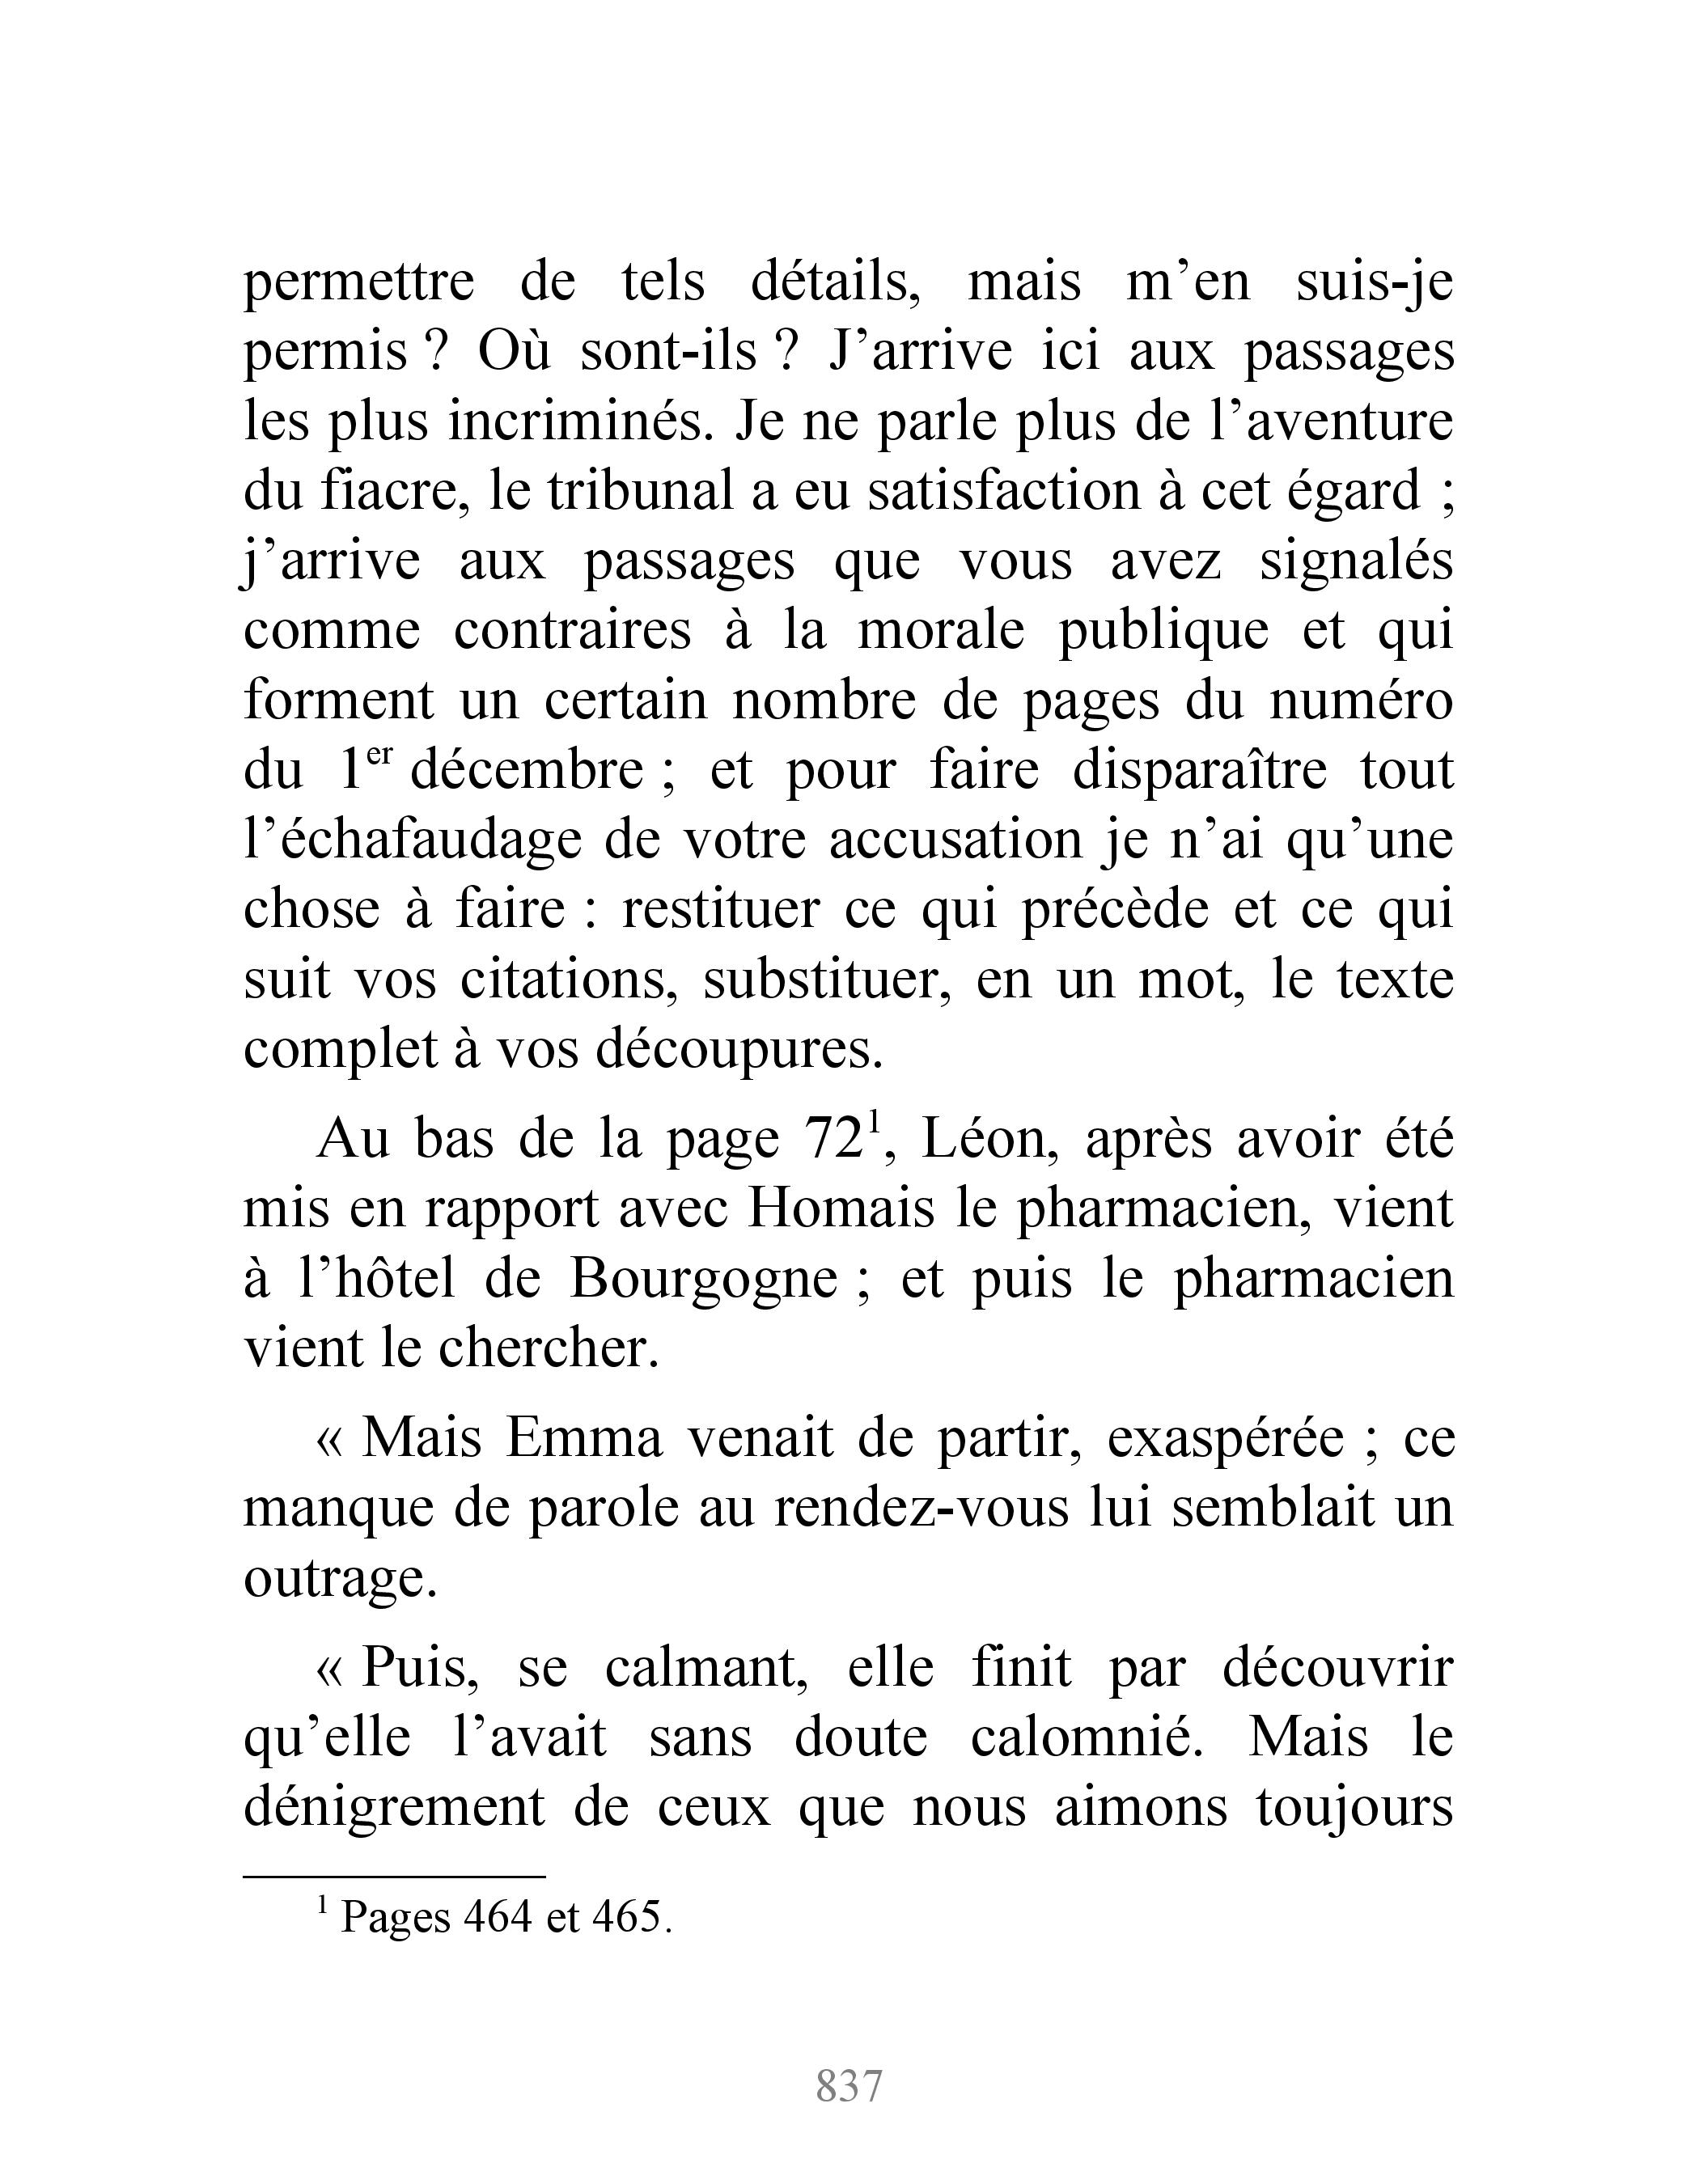 permettre de tels détails, mais m’en suis-je
permis ? Où sont-ils ? J’arrive ici aux passages
les plus incriminés. Je ne parle plus de l’aventure
du fiacre, le tribunal a eu satisfaction à cet égard ;
j’arrive aux passages que vous avez signalés
comme contraires à la morale publique et qui
forment un certain nombre de pages du numéro
du 1er décembre ; et pour faire disparaître tout
l’échafaudage de votre accusation je n’ai qu’une
chose à faire : restituer ce qui précède et ce qui
suit vos citations, substituer, en un mot, le texte
complet à vos découpures.
Au bas de la page 72¹, Léon, après avoir été
mis en rapport avec Homais le pharmacien, vient
à l’hôtel de Bourgogne ; et puis le pharmacien
vient le chercher.
« Mais Emma venait de partir, exaspérée ; ce
manque de parole au rendez-vous lui semblait un
outrage.
« Puis, se calmant, elle finit par découvrir
qu’elle l’avait sans doute calomnié. Mais le
dénigrement de ceux que nous aimons toujours
¹ Pages 464 et 465.
837